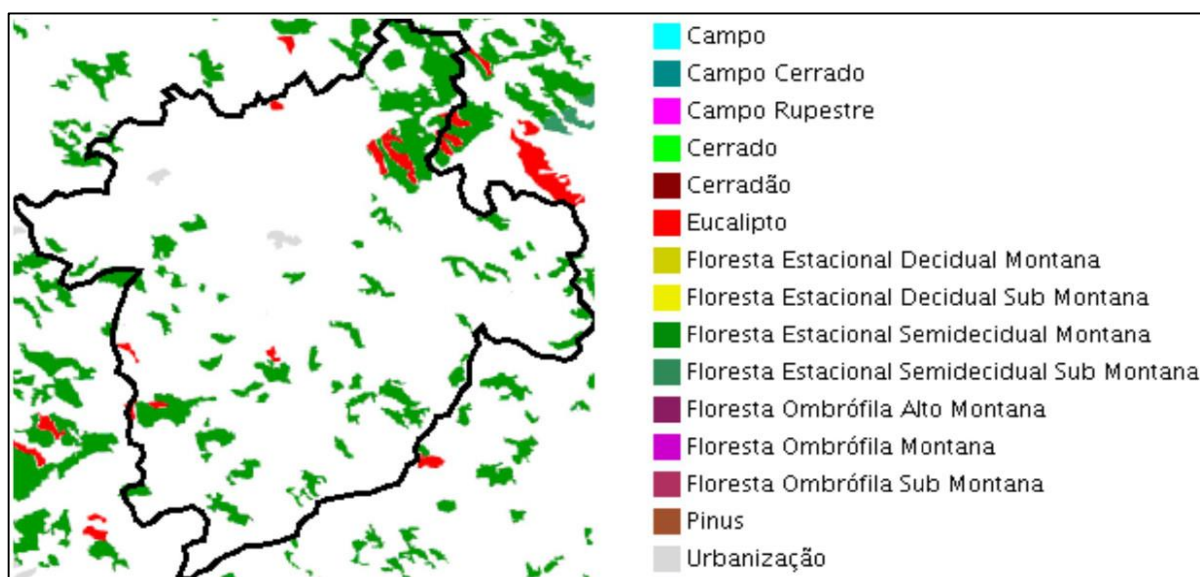 Campo
Campo Cerrado
Campo Rupestre
Cerrado
Cerradão
Eucalipto
Floresta Estacional Decidual Montana
Floresta Estacional Decidual Sub Montana
Floresta Estacional Semidecidual Montana
Floresta Estacional Semidecidual Sub Montana
Floresta Ombrófila Alto Montana
Floresta Ombrófila Montana
Floresta Ombrófila Sub Montana
Pinus
Urbanização